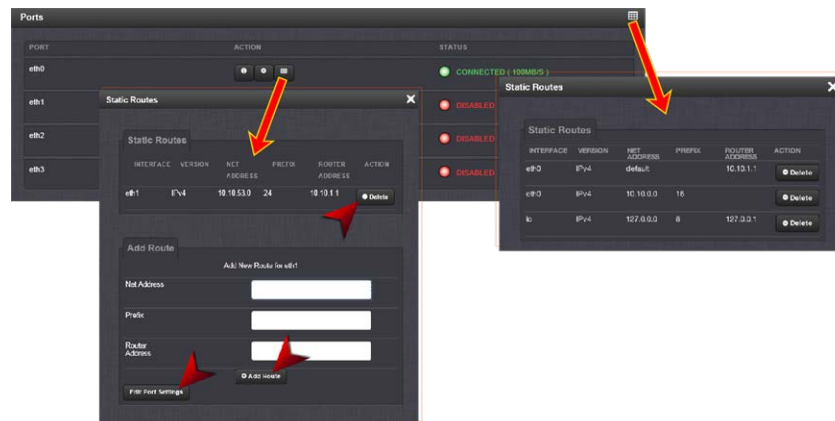 Ports
PORT ACTION STATUS
eth0 CONNECTED ( 100MB/S )
eth1 DISABLED
eth2 DISABLED
eth3 DISABLED
Static Routes
Static Routes
INTERFACE VERSION NET ADDRESS PREFIX ROUTER ADDRESS ACTION
eth1 IPv4 10.10.53.0 24 10.10.1.1 Delete
Add Route
Add New Route for eth1
Net Address
Prefix
Router
Address
Add Route
Edit Port Settings
Static Routes
Static Routes
INTERFACE VERSION NET ADDRESS PREFIX ROUTER ADDRESS ACTION
eth0 IPv4 default 10.10.1.1 Delete
eth0 IPv4 10.10.0.0 16 Delete
lo IPv4 127.0.0.0 8 127.0.0.1 Delete